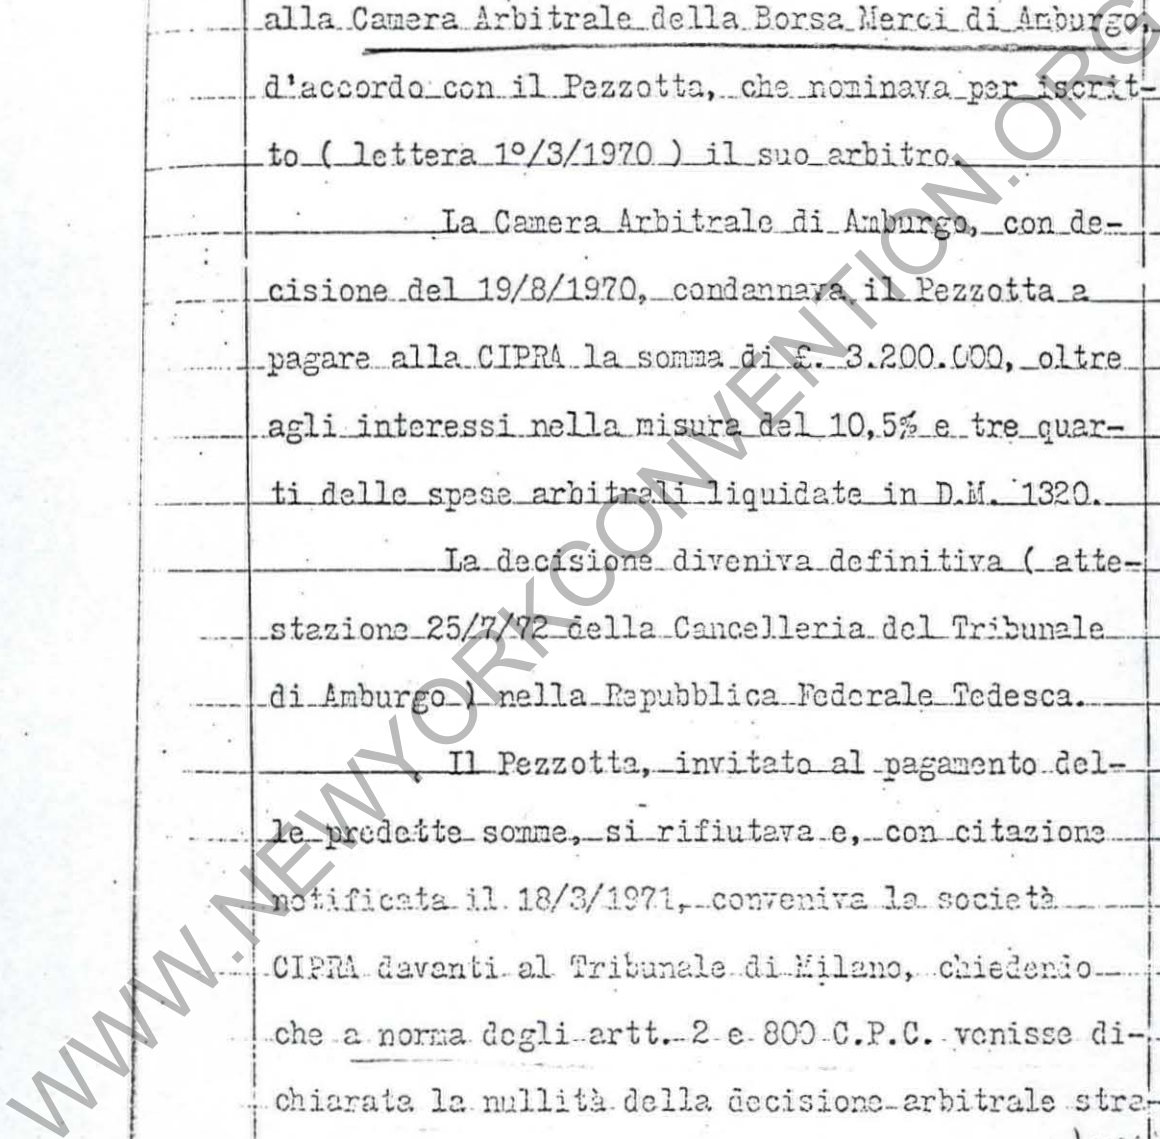 alla Camera Arbitrale della Borsa Merci di Amburgo,
d'accordo con il Pezzotta, che nominava per iscrit-
to ( lettera 1°/3/1970 ) il suo arbitro.
La Camera Arbitrale di Amburgo, con de-
cisione del 19/8/1970, condannava il Pezzotta a
pagare alla CIPRA la somma di £. 3.200.000, oltre
agli interessi nella misura del 10,5% e tre quar-
ti delle spese arbitrali liquidate in D.M. 1320.
La decisione diveniva definitiva ( atte-
stazione 25/7/72 della Cancelleria del Tribunale
di Amburgo ) nella Repubblica Federale Tedesca.
Il Pezzotta, invitato al pagamento del-
le predette somme, si rifiutava e, con citazione
notificata il 18/3/1971, conveniva la società
CIPRA davanti al Tribunale di Milano, chiedendo
che a norma degli artt. 2 e 800 C.P.C. venisse di-
chiarata la nullità della decisione arbitrale stra-
WWW.NEWYORKCONVENTION.ORG